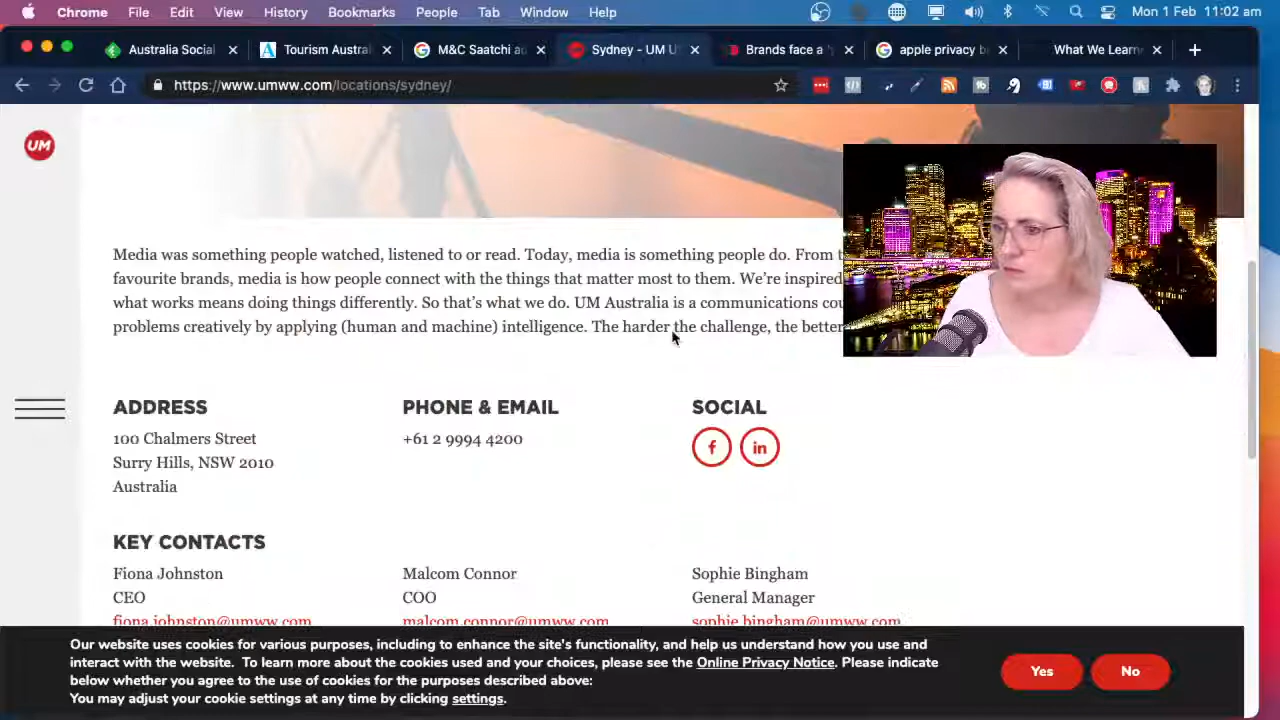 Chrome File Edit View History Bookmarks People Tab Window Help Mon 1 Feb 11:02 am
Australia Social Tourism Austral M&C Saatchi ad Sydney - UM U Brands face a apple privacy b What We Learn
https://www.umww.com/locations/sydney/
UM
Media was something people watched, listened to or read. Today, media is something people do. From
favourite brands, media is how people connect with the things that matter most to them. We're inspired
what works means doing things differently. So that's what we do. UM Australia is a communications
problems creatively by applying (human and machine) intelligence. The harder the challenge, the better
ADDRESS PHONE & EMAIL SOCIAL
100 Chalmers Street +61 2 9994 4200 f in
Surry Hills, NSW 2010
Australia
KEY CONTACTS
Fiona Johnston Malcom Connor Sophie Bingham
CEO COO General Manager
fiona.johnston@umww.com malcom.connor@umww.com sophie.bingham@umww.com
Our website uses cookies for various purposes, including to enhance the site's functionality, and help us understand how you use and
interact with the website. To learn more about the cookies used and your choices, please see the Online Privacy Notice. Please indicate
below whether you agree to the use of cookies for the purposes described above: Yes No
You may adjust your cookie settings at any time by clicking settings.